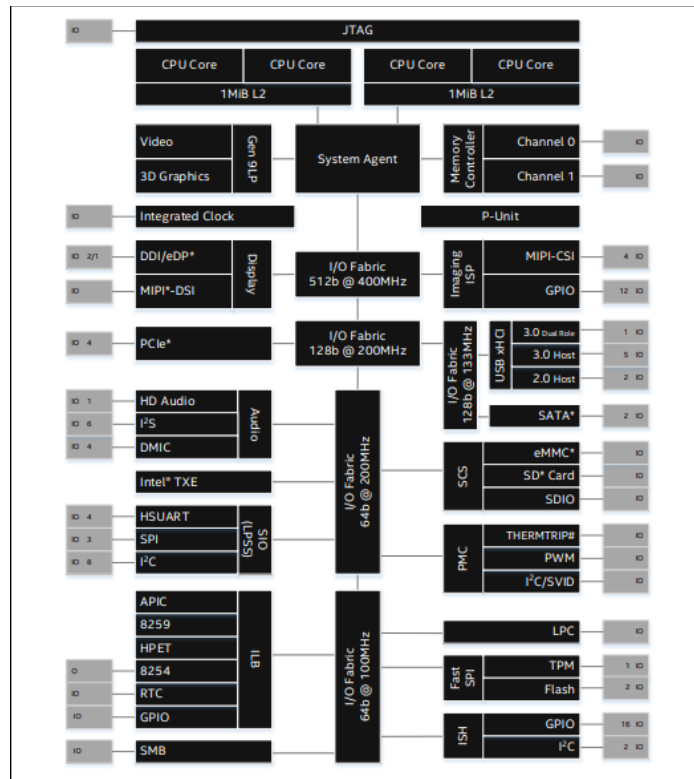 IO JTAG
CPU Core CPU Core CPU Core CPU Core
1MiB L2 1MiB L2
Video
3D Graphics
Gen 9LP
System Agent
Memory
Controller
Channel 0 IO
Channel 1 IO
IO Integrated Clock
P-Unit
IO 2/1 DDI/eDP*
IO MIPI*-DSI
Display
I/O Fabric
512b @ 400MHz
Imaging
ISP
MIPI-CSI 4 IO
GPIO 12 IO
IO 4 PCIe*
I/O Fabric
128b @ 200MHz
I/O Fabric
128b @ 133MHz
USB xHCI
3.0 Dual Role 1 IO
3.0 Host 5 IO
2.0 Host 2 IO
SATA* 2 IO
IO 1 HD Audio
IO 6 I²S
IO 4 DMIC
Audio
Intel® TXE
I/O Fabric
64b @ 200MHz
SCS
eMMC* IO
SD* Card IO
SDIO IO
IO 4 HSUART
IO 3 SPI
IO 8 I²C
SIO
(LPSS)
PMC
THERMTRIP# IO
PWM IO
I²C/SVID IO
APIC
8259
HPET
O 8254
IO RTC
IO GPIO
ILB
IO SMB
I/O Fabric
64b @ 100MHz
LPC IO
Fast
SPI
TPM 1 IO
Flash 2 IO
ISH
GPIO 16 IO
I²C 2 IO